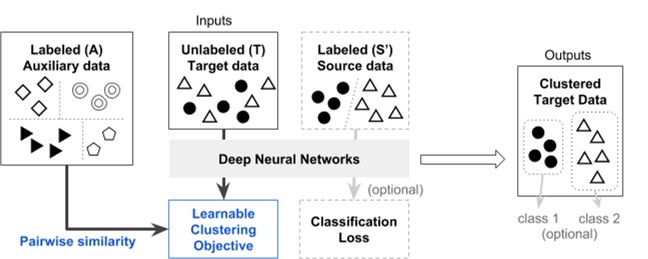 Inputs
Labeled (A)
Auxiliary data
Unlabeled (T)
Target data
Labeled (S’)
Source data
Deep Neural Networks
(optional)
Learnable
Clustering
Objective
Classification
Loss
Pairwise similarity
Outputs
Clustered
Target Data
class 1 class 2
(optional)